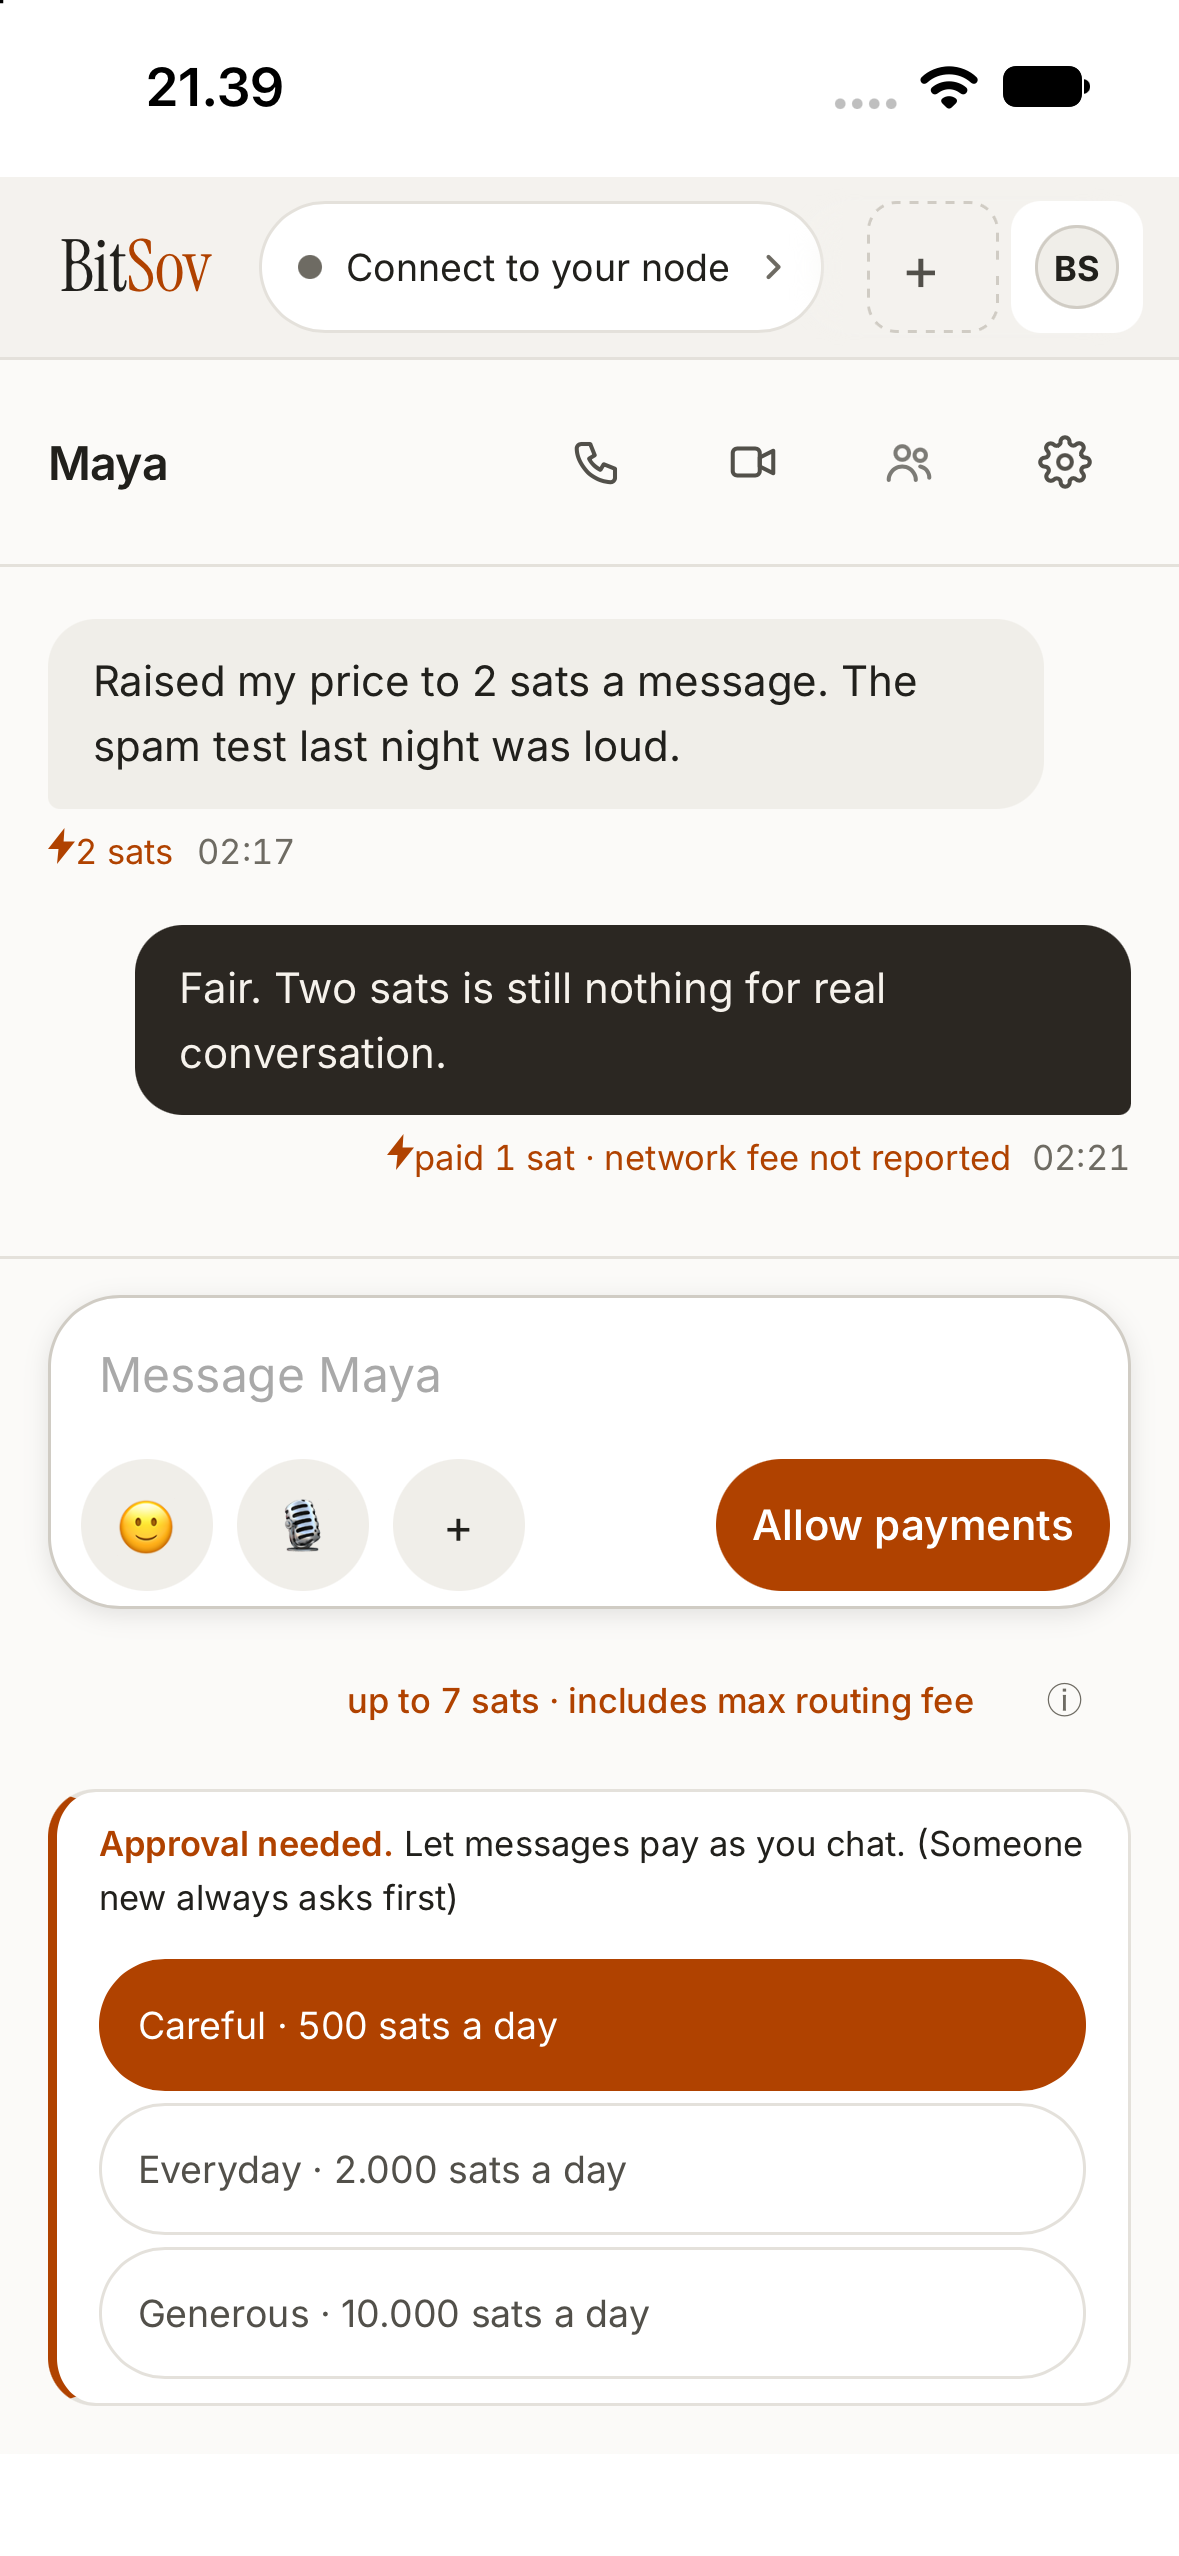 21.39
BitSov
Connect to your node
+
BS
Maya
Raised my price to 2 sats a message. The
spam test last night was loud.
2 sats 02:17
Fair. Two sats is still nothing for real
conversation.
paid 1 sat · network fee not reported 02:21
Message Maya
+
Allow payments
up to 7 sats · includes max routing fee ⓘ
Approval needed. Let messages pay as you chat. (Someone
new always asks first)
Careful · 500 sats a day
Everyday · 2.000 sats a day
Generous · 10.000 sats a day